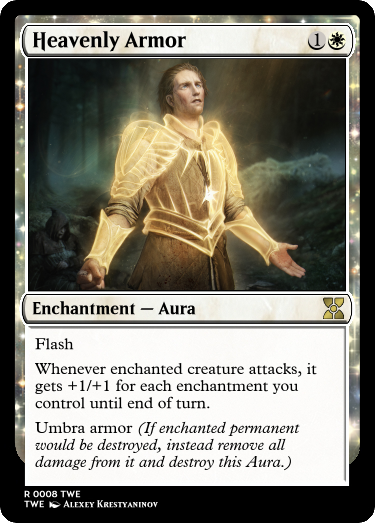 Heavenly Armor 1
Enchantment — Aura
Flash
Whenever enchanted creature attacks, it
gets +1/+1 for each enchantment you
control until end of turn.
Umbra armor (If enchanted permanent
would be destroyed, instead remove all
damage from it and destroy this Aura.)
R 0008 TWE
TWE Alexey Krestyaninov